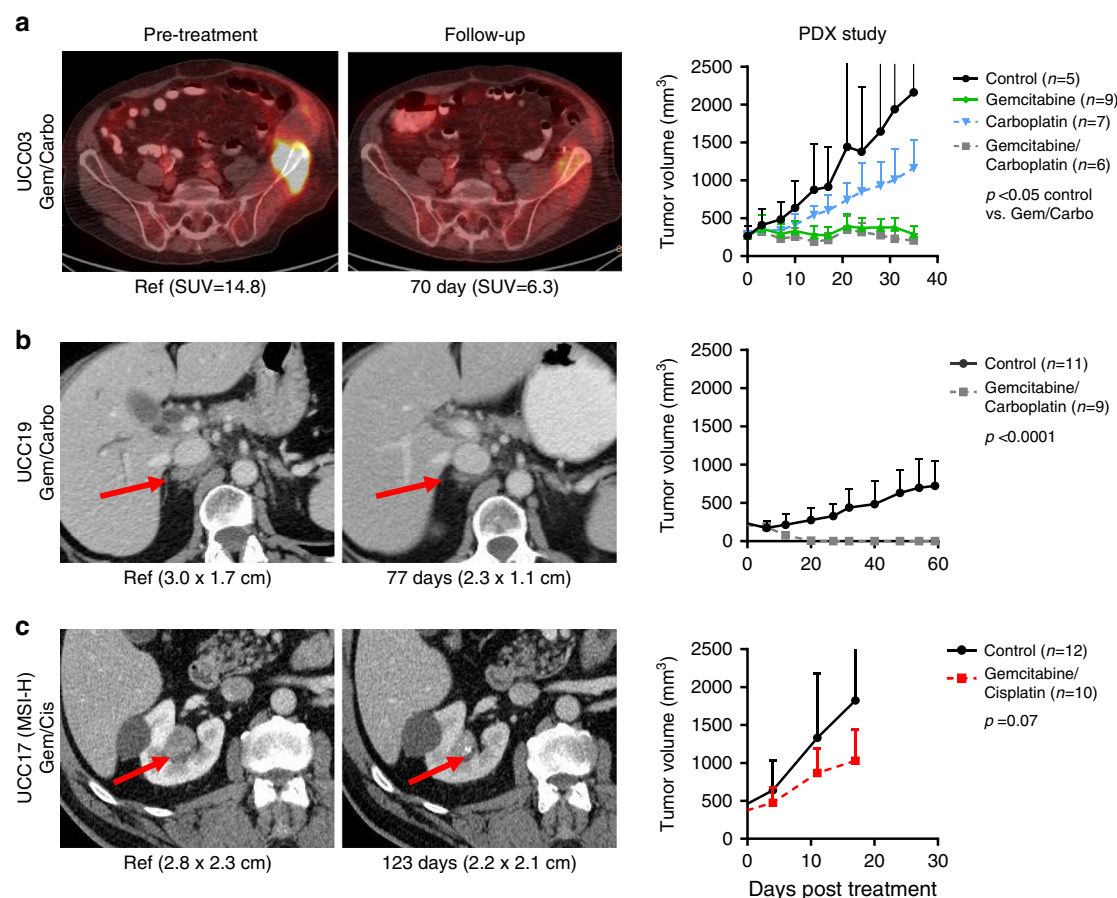 a
Pre-treatment
Follow-up
PDX study
UCC03
Gem/Carbo
Ref (SUV=14.8)
70 day (SUV=6.3)
Tumor volume (mm3)
2500
2000
1500
1000
500
0
0 10 20 30 40
Control (n=5)
Gemcitabine (n=9)
Carboplatin (n=7)
Gemcitabine/
Carboplatin (n=6)
p <0.05 control
vs. Gem/Carbo
b
UCC19
Gem/Carbo
Ref (3.0 x 1.7 cm)
77 days (2.3 x 1.1 cm)
Tumor volume (mm3)
2500
2000
1500
1000
500
0
0 20 40 60
Control (n=11)
Gemcitabine/
Carboplatin (n=9)
p <0.0001
c
UCC17 (MSI-H)
Gem/Cis
Ref (2.8 x 2.3 cm)
123 days (2.2 x 2.1 cm)
Tumor volume (mm3)
2500
2000
1500
1000
500
0
0 10 20 30
Days post treatment
Control (n=12)
Gemcitabine/
Cisplatin (n=10)
p =0.07